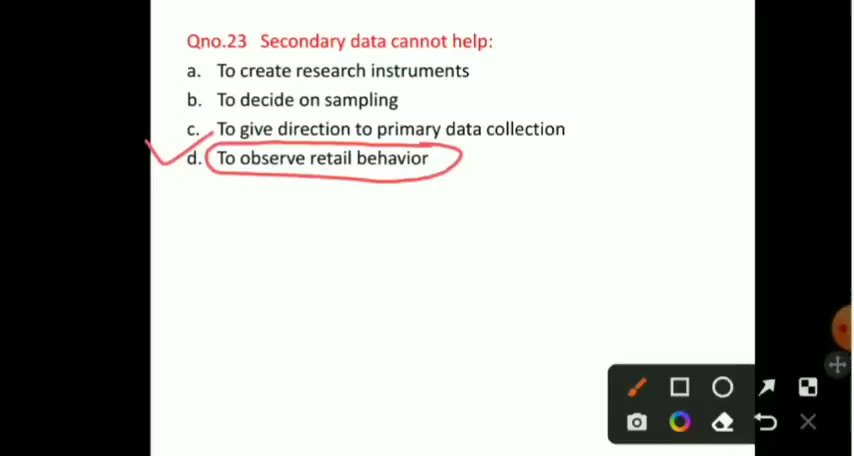 Qno.23 Secondary data cannot help:
a. To create research instruments
b. To decide on sampling
c. To give direction to primary data collection
d. To observe retail behavior